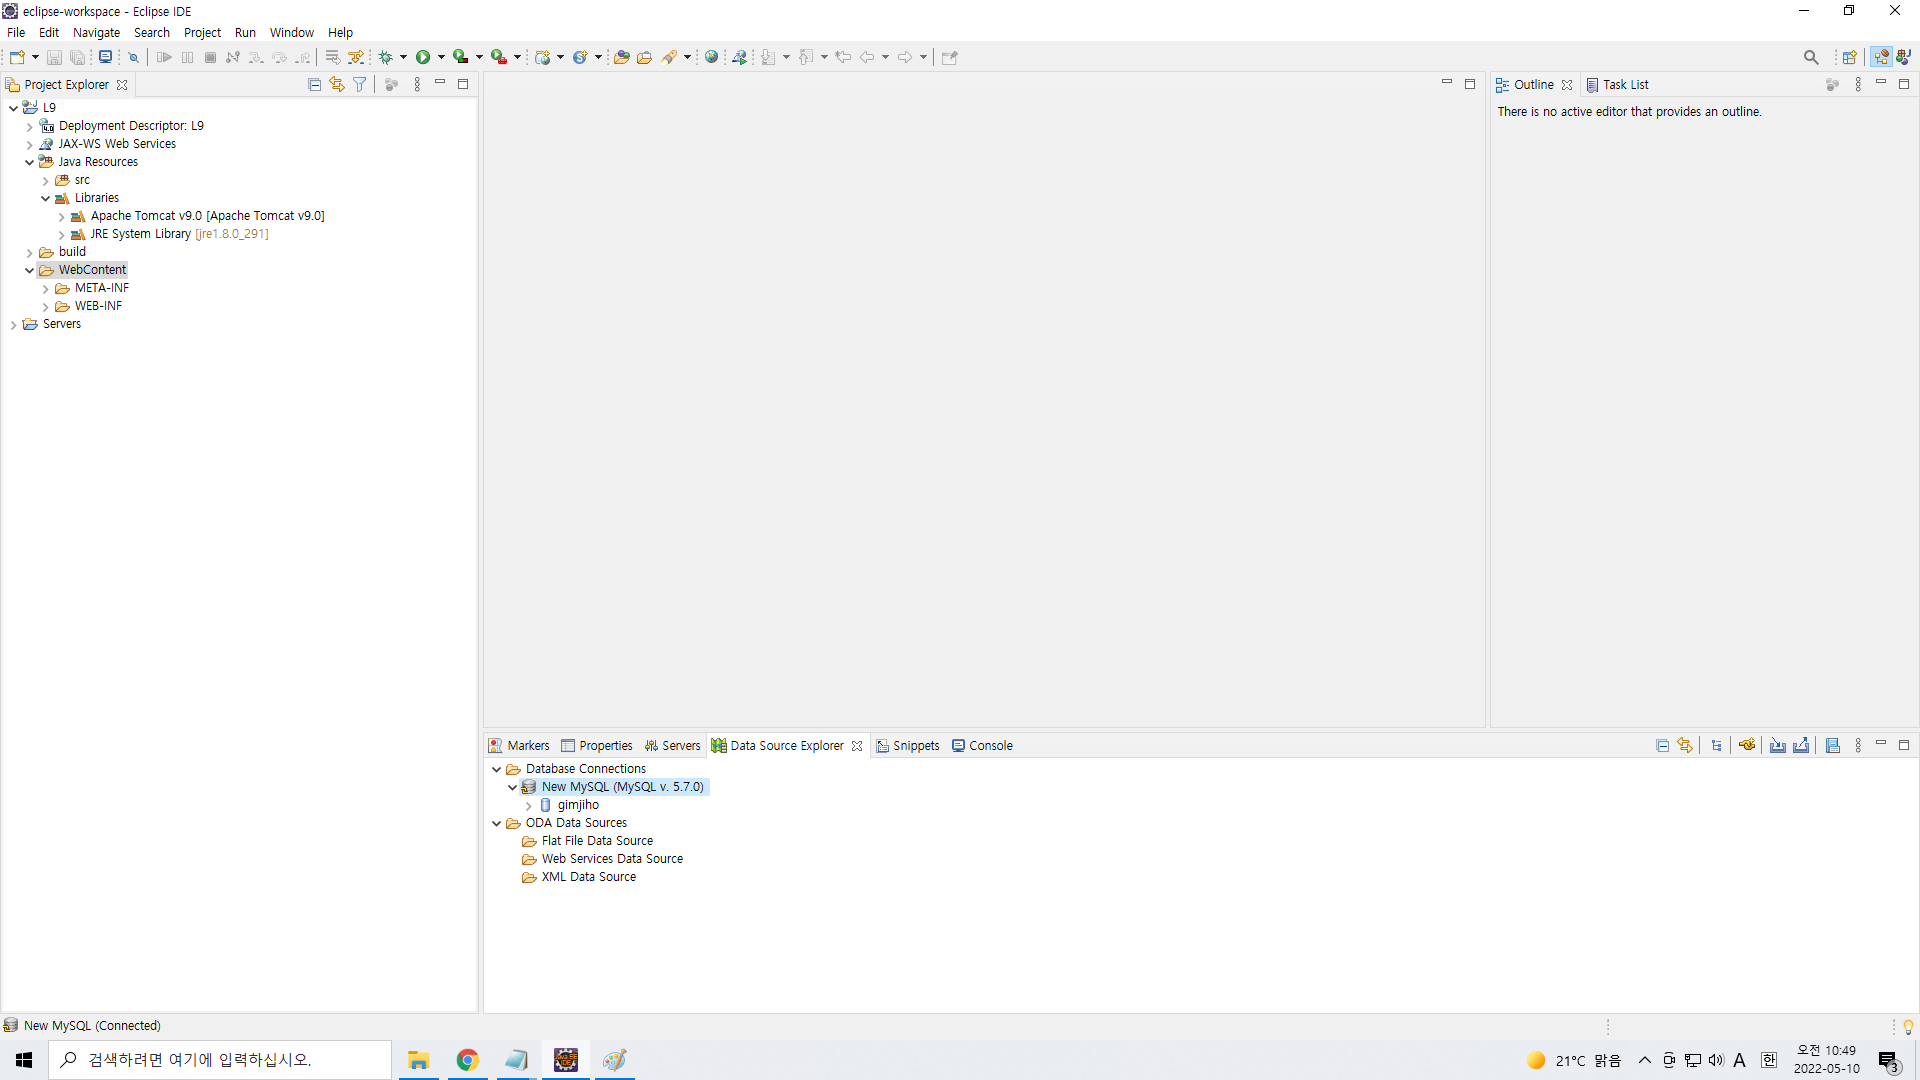 eclipse-workspace - Eclipse IDE
File Edit Navigate Search Project Run Window Help
Project Explorer
L9
Deployment Descriptor: L9
JAX-WS Web Services
Java Resources
src
Libraries
Apache Tomcat v9.0 [Apache Tomcat v9.0]
JRE System Library [jre1.8.0_291]
build
WebContent
META-INF
WEB-INF
Servers
Outline Task List
There is no active editor that provides an outline.
Markers Properties Servers Data Source Explorer Snippets Console
Database Connections
New MySQL (MySQL v. 5.7.0)
gimjiho
ODA Data Sources
Flat File Data Source
Web Services Data Source
XML Data Source
New MySQL (Connected)
검색하려면 여기에 입력하십시오.
21°C 맑음
A 한
오전 10:49
2022-05-10
3